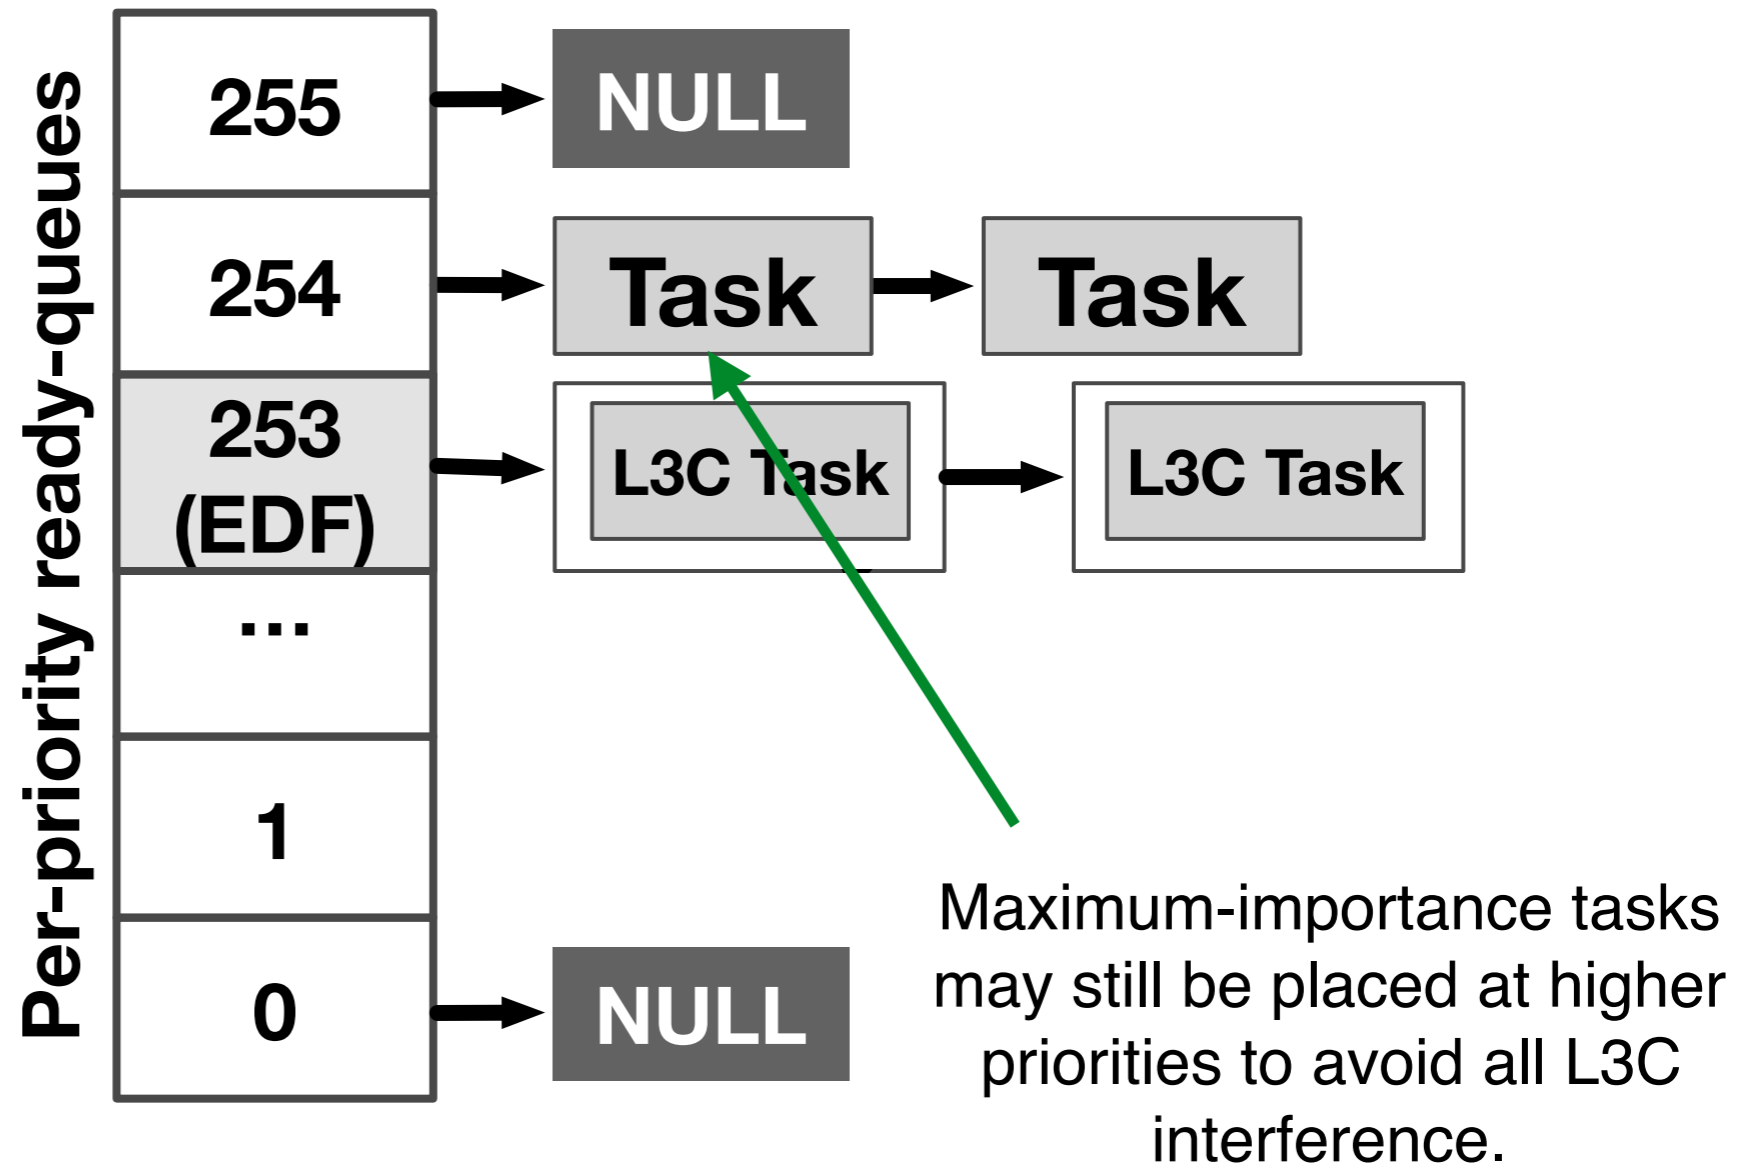 Per-priority ready-queues
255
NULL
254
Task
Task
253
(EDF)
L3C Task
L3C Task
...
1
0
NULL
Maximum-importance tasks
may still be placed at higher
priorities to avoid all L3C
interference.